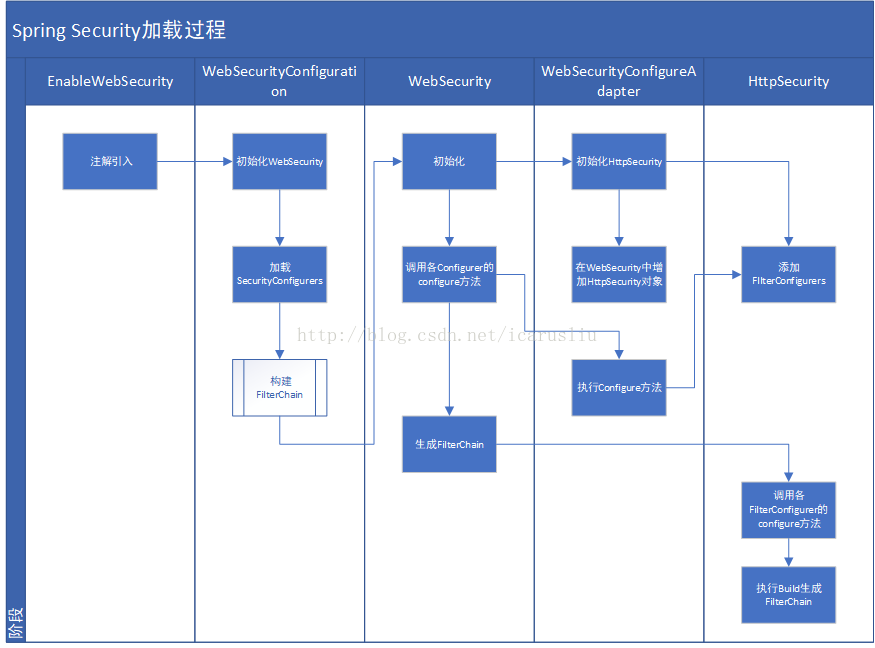 Spring Security加载过程
EnableWebSecurity
WebSecurityConfigurati
on
WebSecurity
WebSecurityConfigureA
dapter
HttpSecurity
注解引入
初始化WebSecurity
初始化
初始化HttpSecurity
加载
SecurityConfigurers
调用各Configurer的
configure方法
在WebSecurity中增
加HttpSecurity对象
添加
FIlterConfigurers
http://blog.csdn.net/icarusliu
构建
FilterChain
执行Configure方法
生成FilterChain
调用各
FilterConfigurer的
configure方法
执行Build生成
FilterChain
阶段